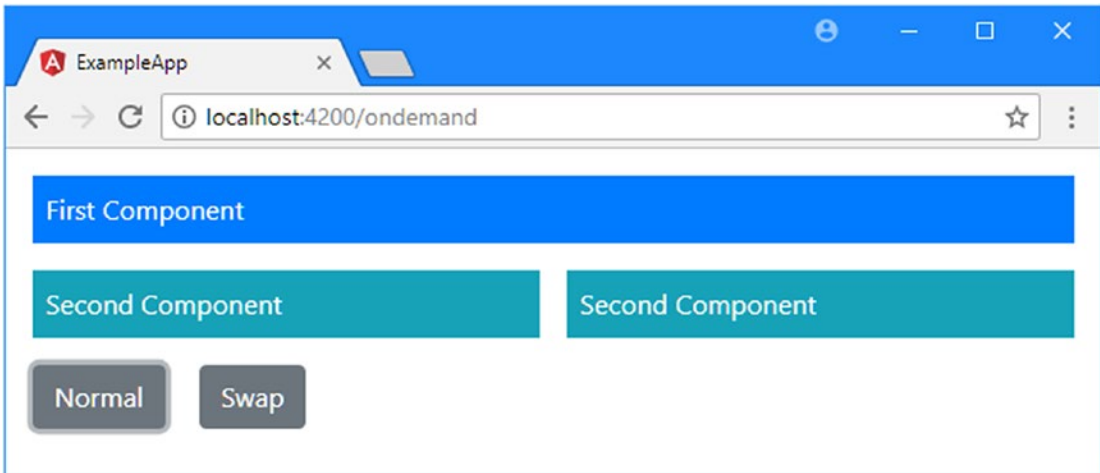 ExampleApp
localhost:4200/ondemand
First Component
Second Component Second Component
Normal Swap